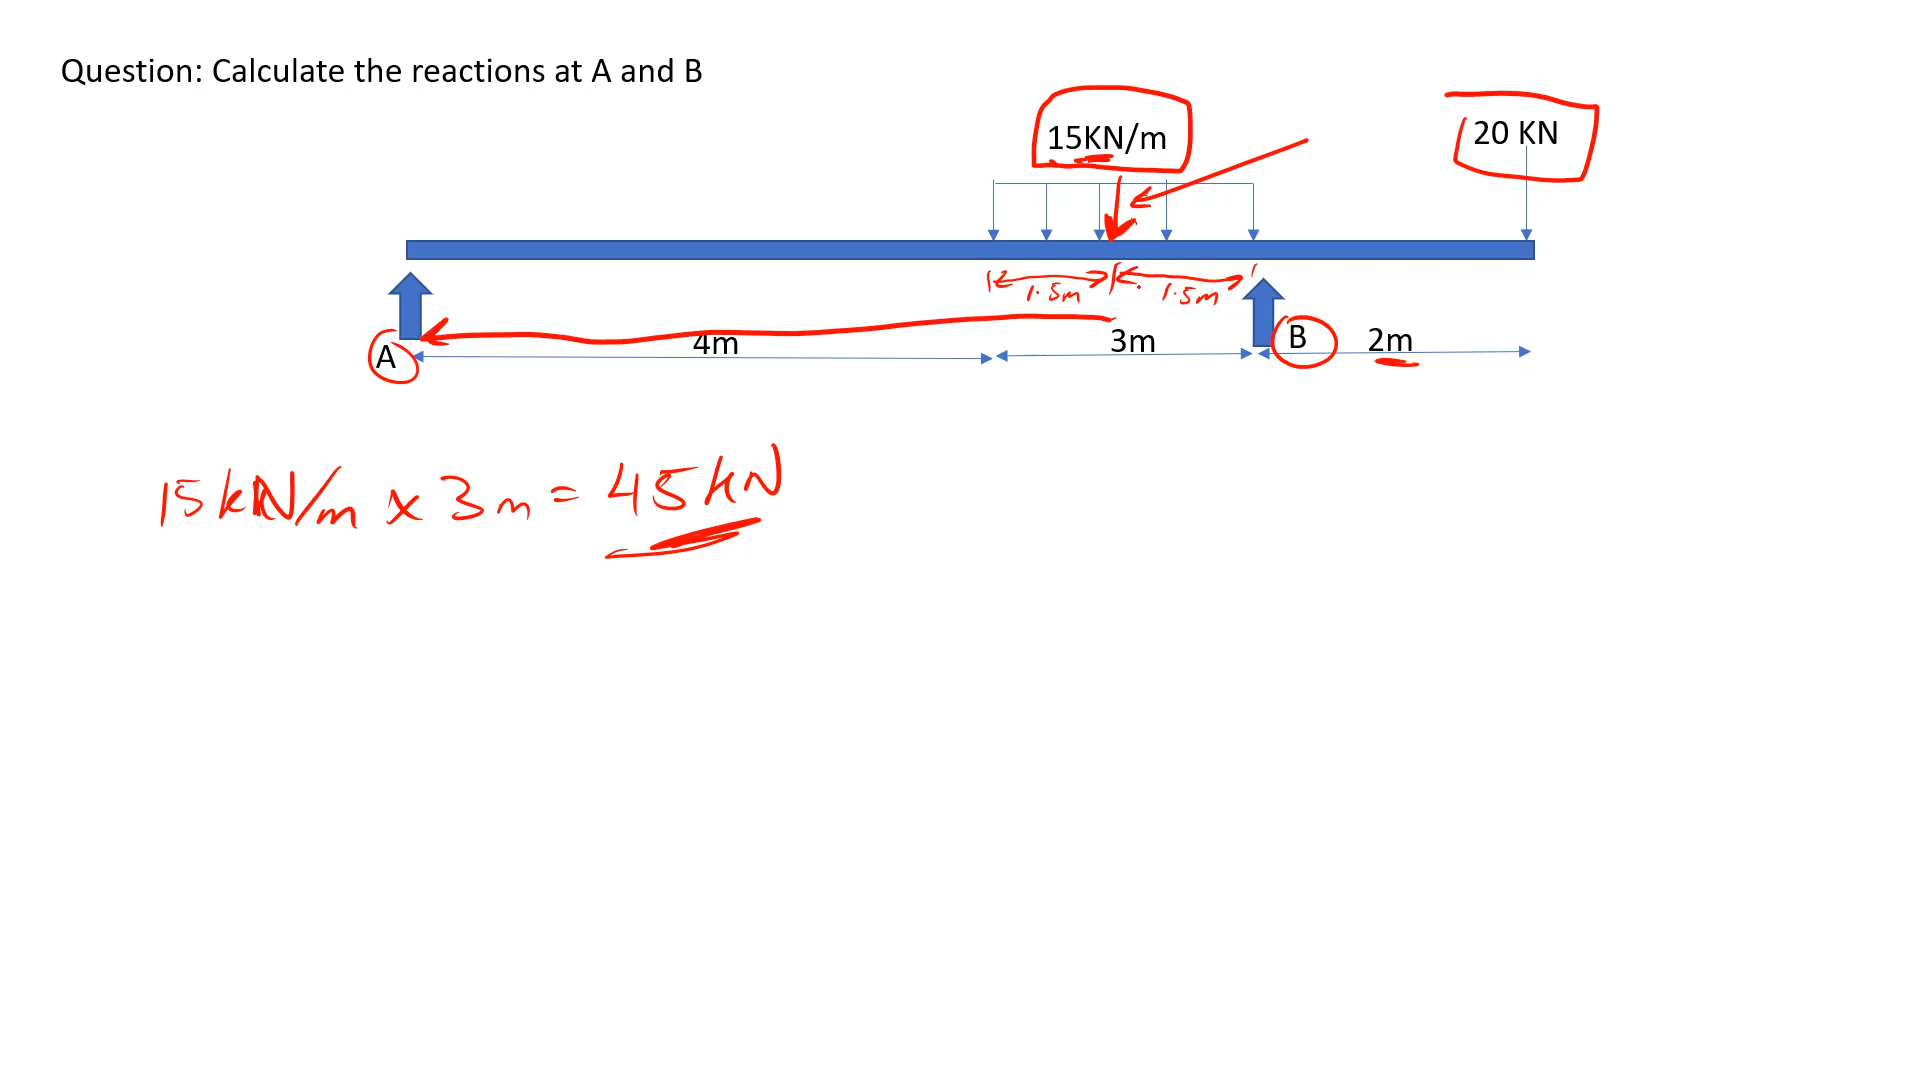 Question: Calculate the reactions at A and B
15KN/m
20 KN
1.5m
1.5m
A
4m
3m
B
2m
15kN/m x 3m = 45kN